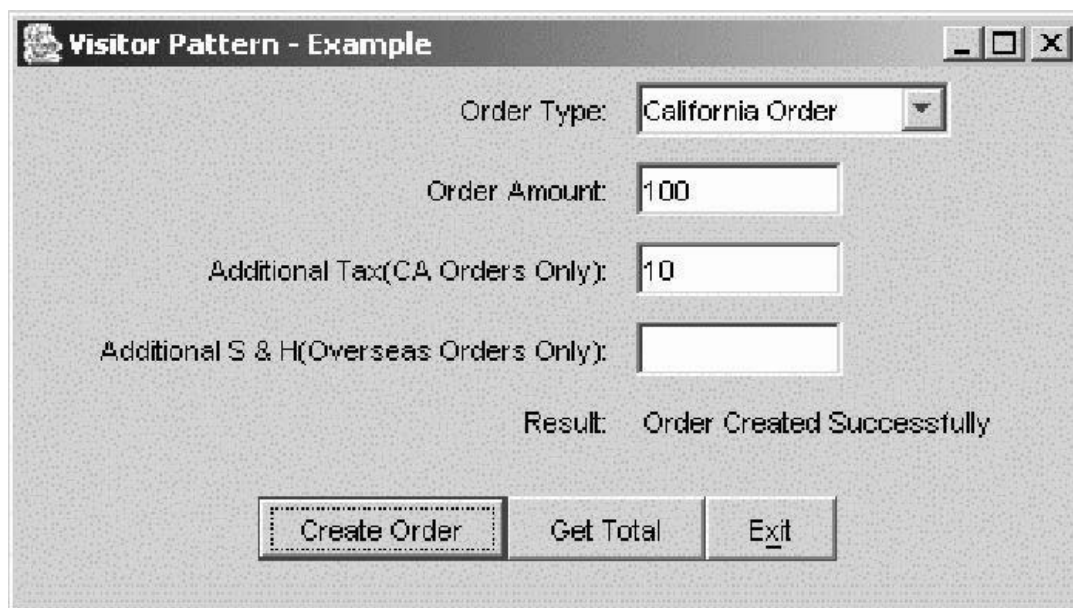 Visitor Pattern - Example
Order Type: California Order
Order Amount: 100
Additional Tax(CA Orders Only): 10
Additional S & H(Overseas Orders Only):
Result: Order Created Successfully
Create Order Get Total Exit